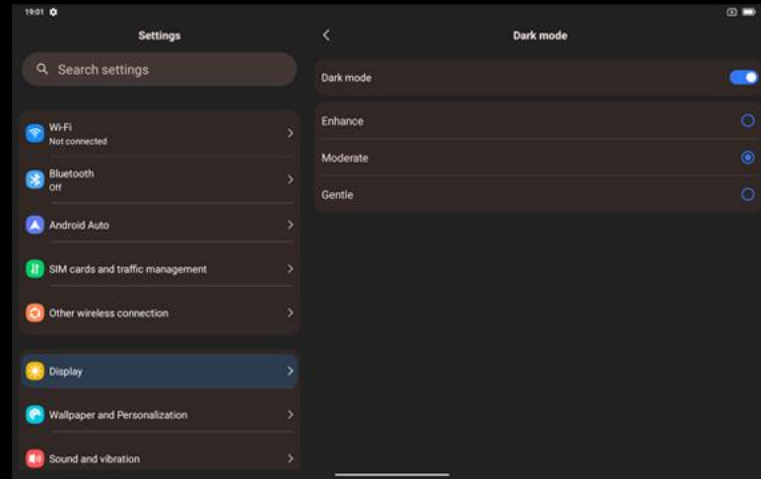 19:01
Settings
Search settings
Wi-Fi
Not connected
Bluetooth
Off
Android Auto
SIM cards and traffic management
Other wireless connection
Display
Wallpaper and Personalization
Sound and vibration
Dark mode
Dark mode
Enhance
Moderate
Gentle